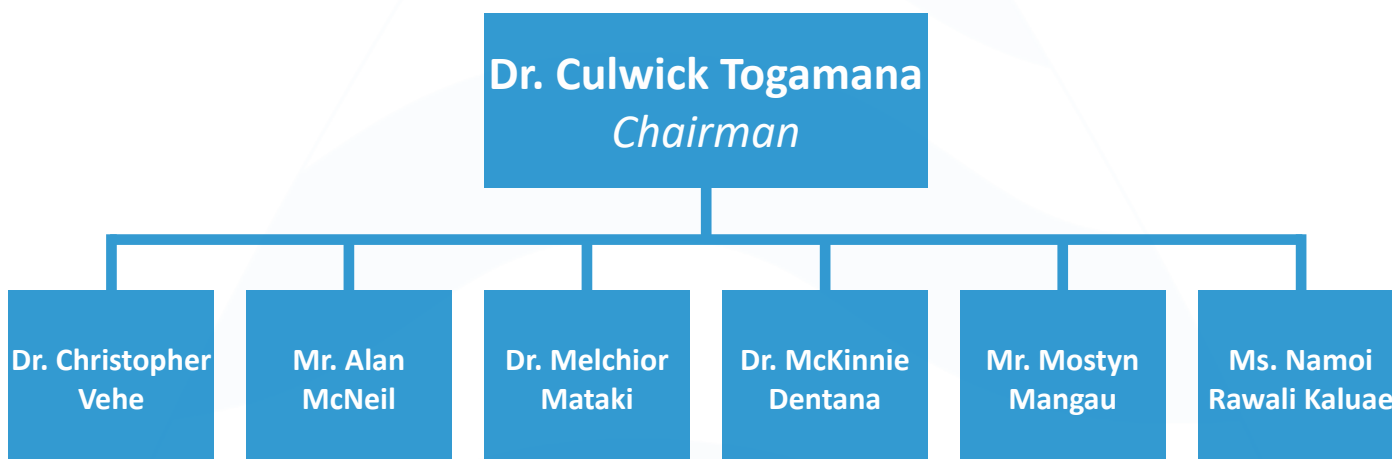 Dr. Culwick Togamana
Chairman
Dr. Christopher
Vehe
Mr. Alan
McNeil
Dr. Melchior
Mataki
Dr. McKinnie
Dentana
Mr. Mostyn
Mangau
Ms. Namoi
Rawali Kaluae